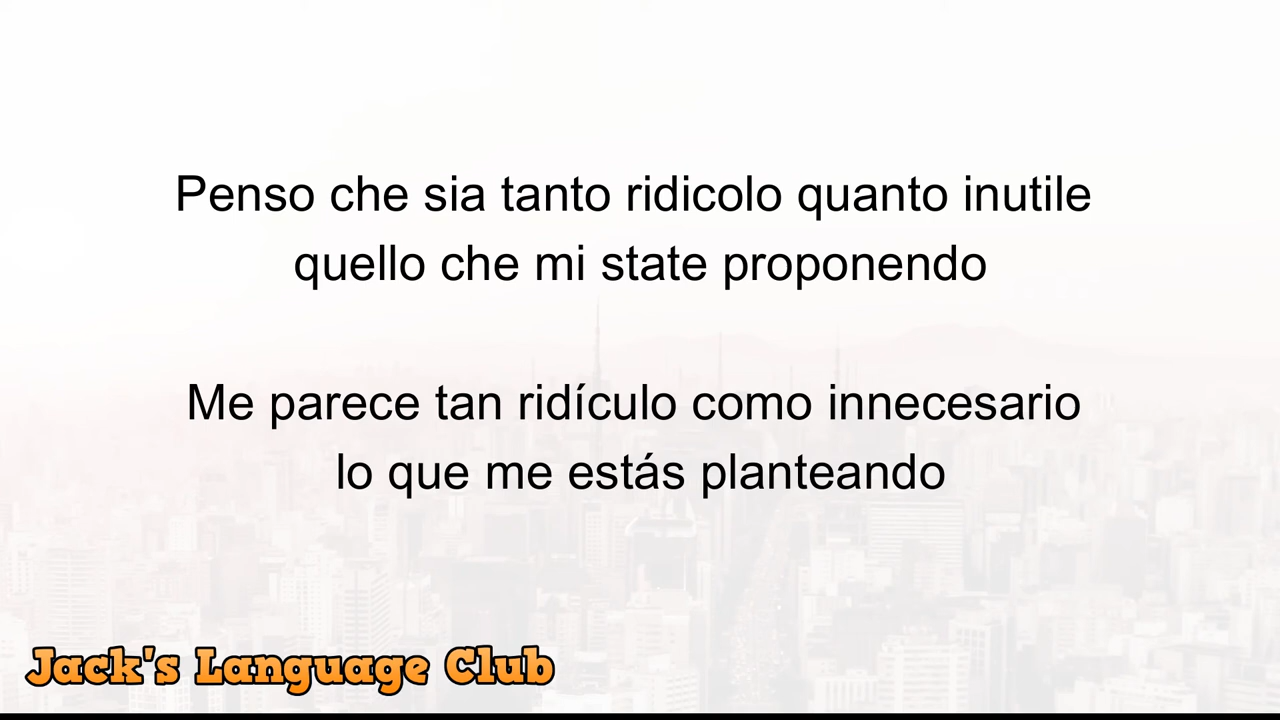 Penso che sia tanto ridicolo quanto inutile
quello che mi state proponendo
Me parece tan ridículo como innecesario
lo que me estás planteando
Jack's Language Club